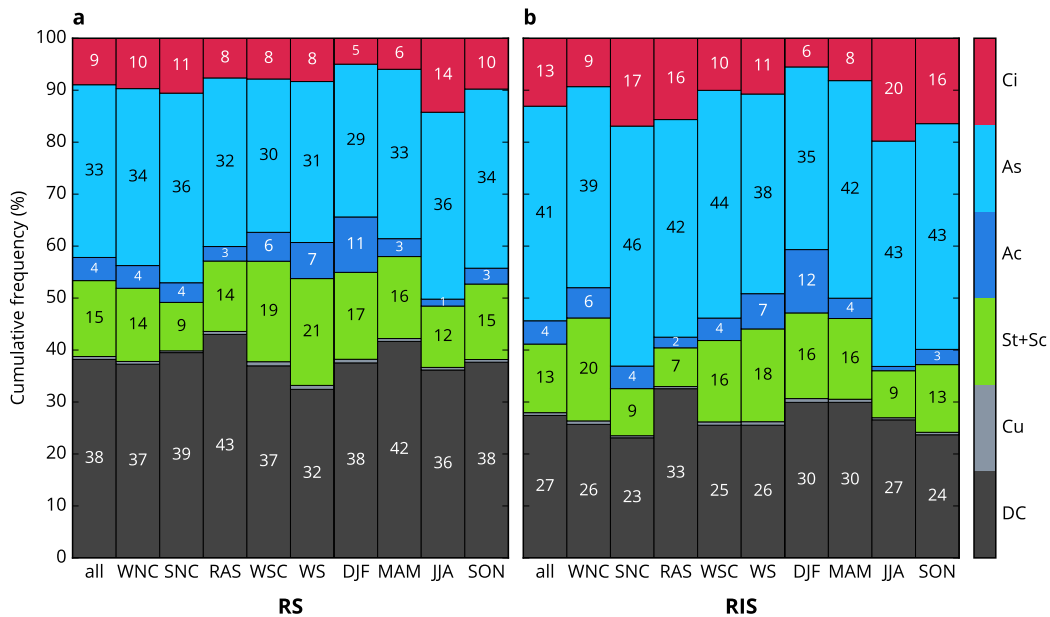 a
b
Cumulative frequency (%)
100
90
80
70
60
50
40
30
20
10
0
9 10 11 8 8 8 5 6 14 10
33 34 36 32 30 31 29 33 36 34
4 4 4 3 6 7 11 3 1 3
15 14 9 14 19 21 17 16 12 15
38 37 39 43 37 32 38 42 36 38
all WNC SNC RAS WSC WS DJF MAM JJA SON
RS
13 9 17 16 10 11 6 8 20 16
41 39 46 42 44 38 35 42 43 43
4 6 4 2 4 7 12 4 3
13 20 9 7 16 18 16 16 9 13
27 26 23 33 25 26 30 30 27 24
all WNC SNC RAS WSC WS DJF MAM JJA SON
RIS
Ci
As
Ac
St+Sc
Cu
DC